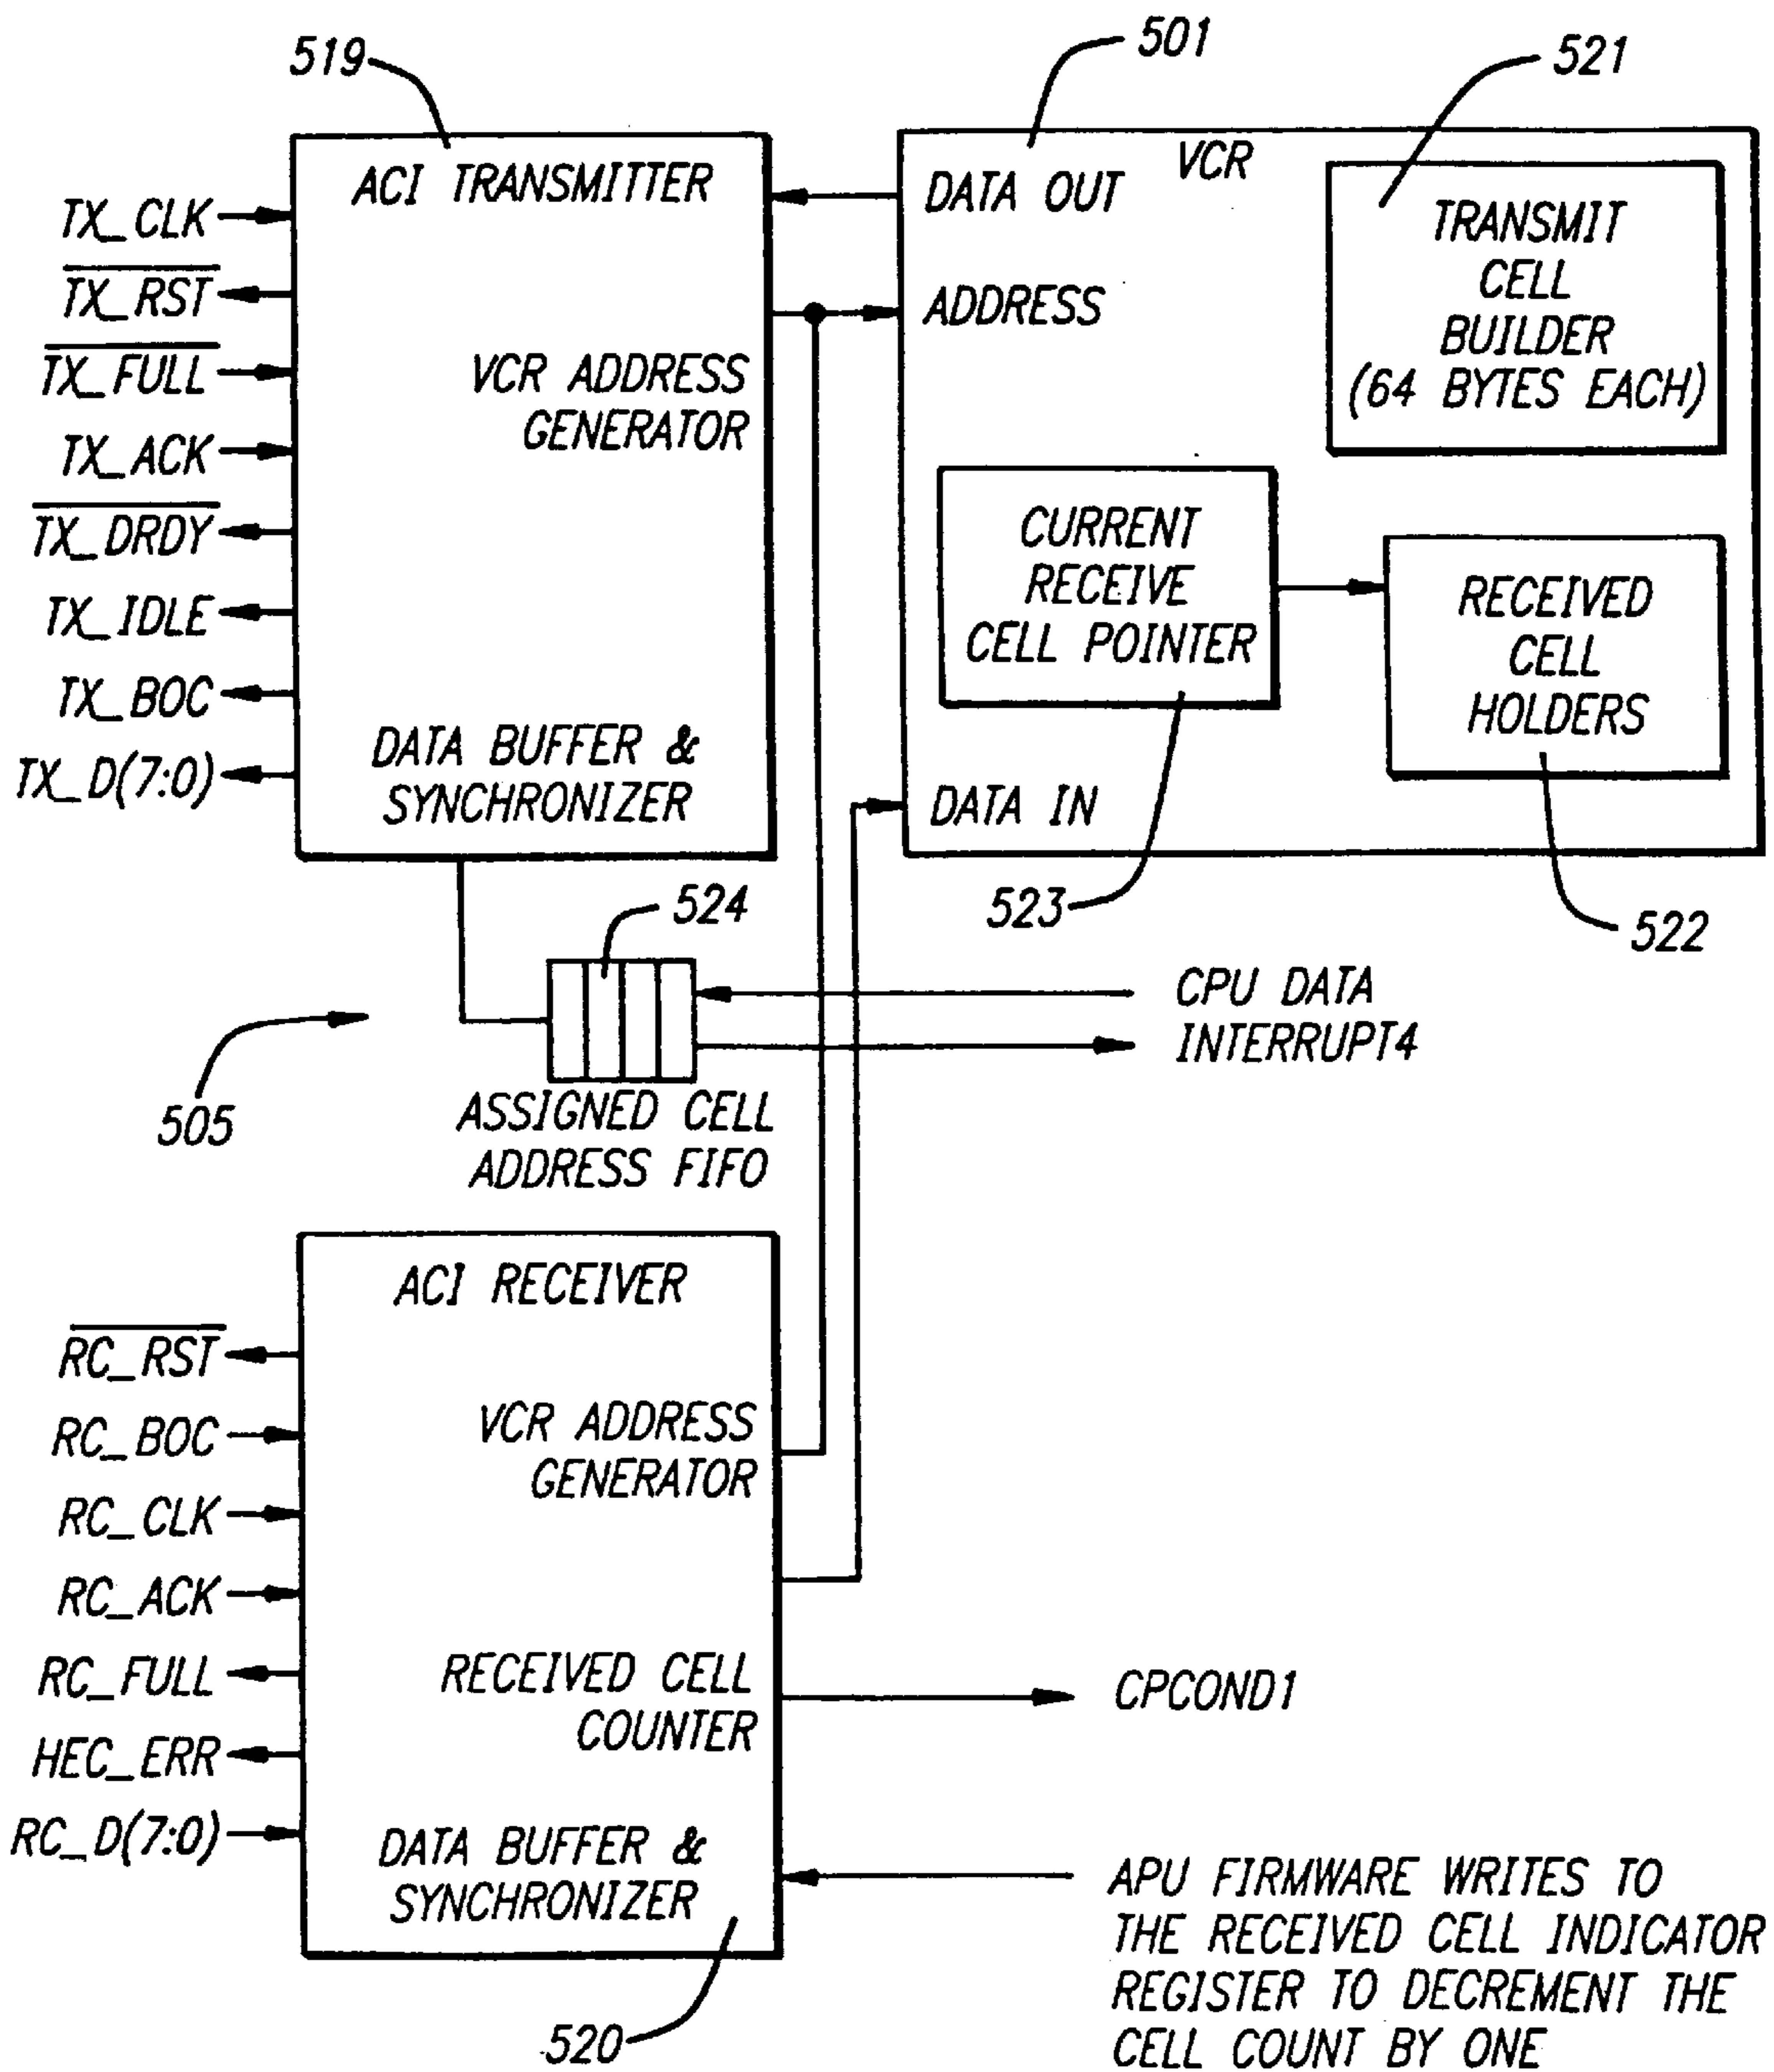 519
501
521
ACI TRANSMITTER
TX_CLK
TX_RST
TX_FULL
TX_ACK
TX_DRDY
TX_IDLE
TX_BOC
TX_D(7:0)
VCR ADDRESS
GENERATOR
DATA BUFFER &
SYNCHRONIZER
VCR
DATA OUT
ADDRESS
DATA IN
TRANSMIT
CELL
BUILDER
(64 BYTES EACH)
CURRENT
RECEIVE
CELL POINTER
RECEIVED
CELL
HOLDERS
523
522
524
CPU DATA
INTERRUPT4
505
ASSIGNED CELL
ADDRESS FIFO
ACI RECEIVER
RC_RST
RC_BOC
RC_CLK
RC_ACK
RC_FULL
HEC_ERR
RC_D(7:0)
VCR ADDRESS
GENERATOR
RECEIVED CELL
COUNTER
DATA BUFFER &
SYNCHRONIZER
CPCOND1
APU FIRMWARE WRITES TO
THE RECEIVED CELL INDICATOR
REGISTER TO DECREMENT THE
CELL COUNT BY ONE
520